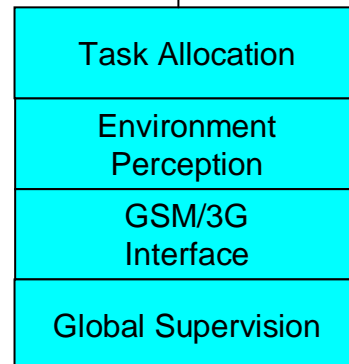 Task Allocation
Environment
Perception
GSM/3G
Interface
Global Supervision